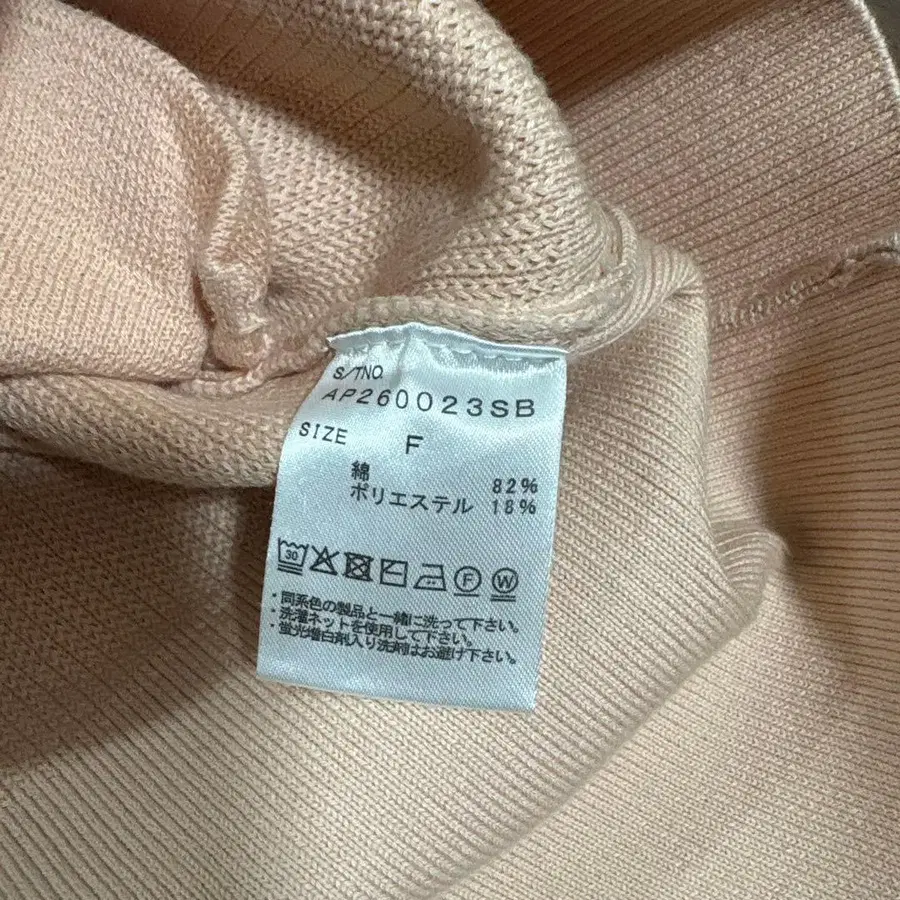 S/TNO.
AP260023SB
SIZE F
綿 82%
ポリエステル 18%
30 F W
・同系色の製品と一緒に洗って下さい。
・洗濯ネットを使用して下さい。
・蛍光増白剤入り洗剤はお避け下さい。